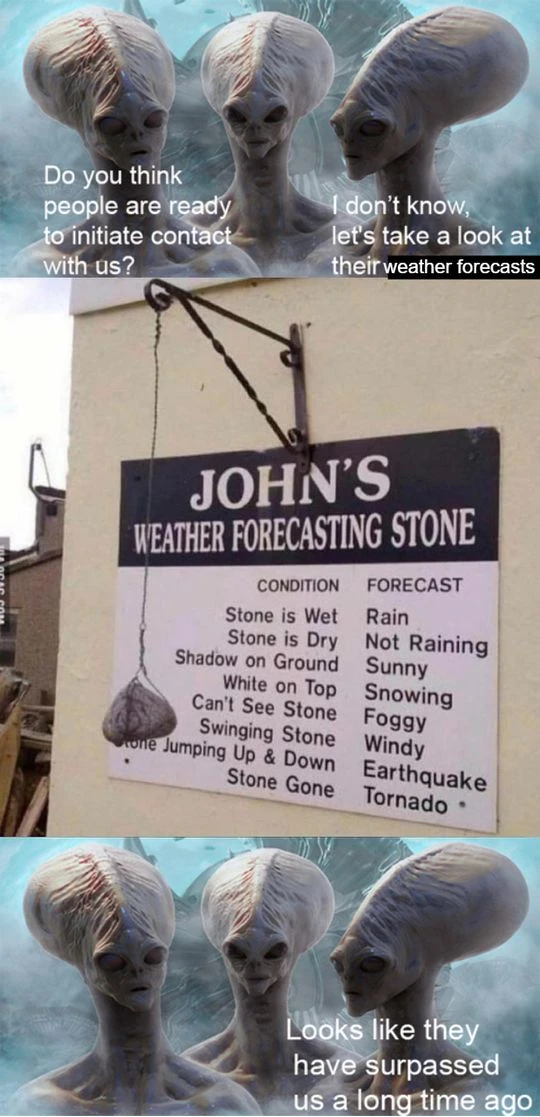 Do you think
people are ready
to initiate contact
with us?
I don't know,
let's take a look at
their weather forecasts
JOHN'S
WEATHER FORECASTING STONE
CONDITION FORECAST
Stone is Wet Rain
Stone is Dry Not Raining
Shadow on Ground Sunny
White on Top Snowing
Can't See Stone Foggy
Swinging Stone Windy
Stone Jumping Up & Down Earthquake
Stone Gone Tornado
Looks like they
have surpassed
us a long time ago